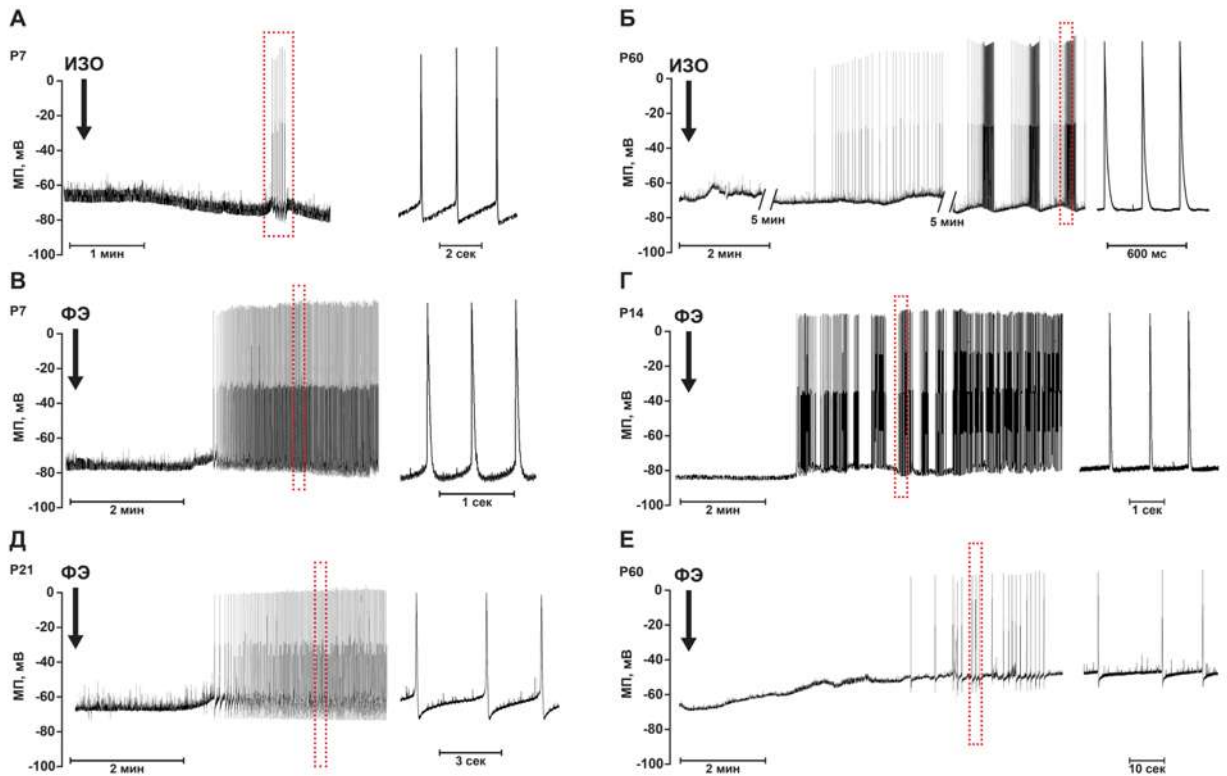 А
P7
ИЗО
МП, мВ
0
-20
-40
-60
-80
-100
1 мин
2 сек
Б
P60
ИЗО
МП, мВ
0
-20
-40
-60
-80
-100
5 мин
5 мин
2 мин
600 мс
В
P7
ФЭ
МП, мВ
0
-20
-40
-60
-80
-100
2 мин
1 сек
Г
P14
ФЭ
МП, мВ
0
-20
-40
-60
-80
-100
2 мин
1 сек
Д
P21
ФЭ
МП, мВ
0
-20
-40
-60
-80
-100
2 мин
3 сек
Е
P60
ФЭ
МП, мВ
0
-20
-40
-60
-80
-100
2 мин
10 сек